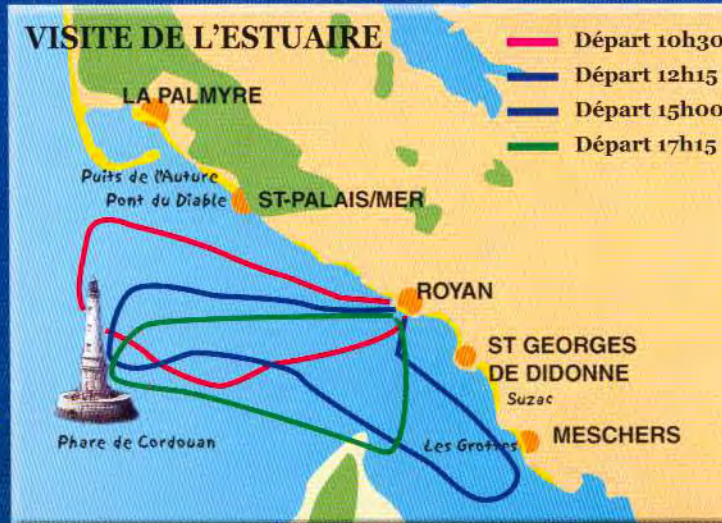 VISITE DE L'ESTUAIRE
Départ 10h30
Départ 12h15
Départ 15h00
Départ 17h15
LA PALMYRE
Puits de l'Auture
Pont du Diable
ST-PALAIS/MER
ROYAN
ST GEORGES
DE DIDONNE
Suzac
Phare de Cordouan
Les Grottes
MESCHERS